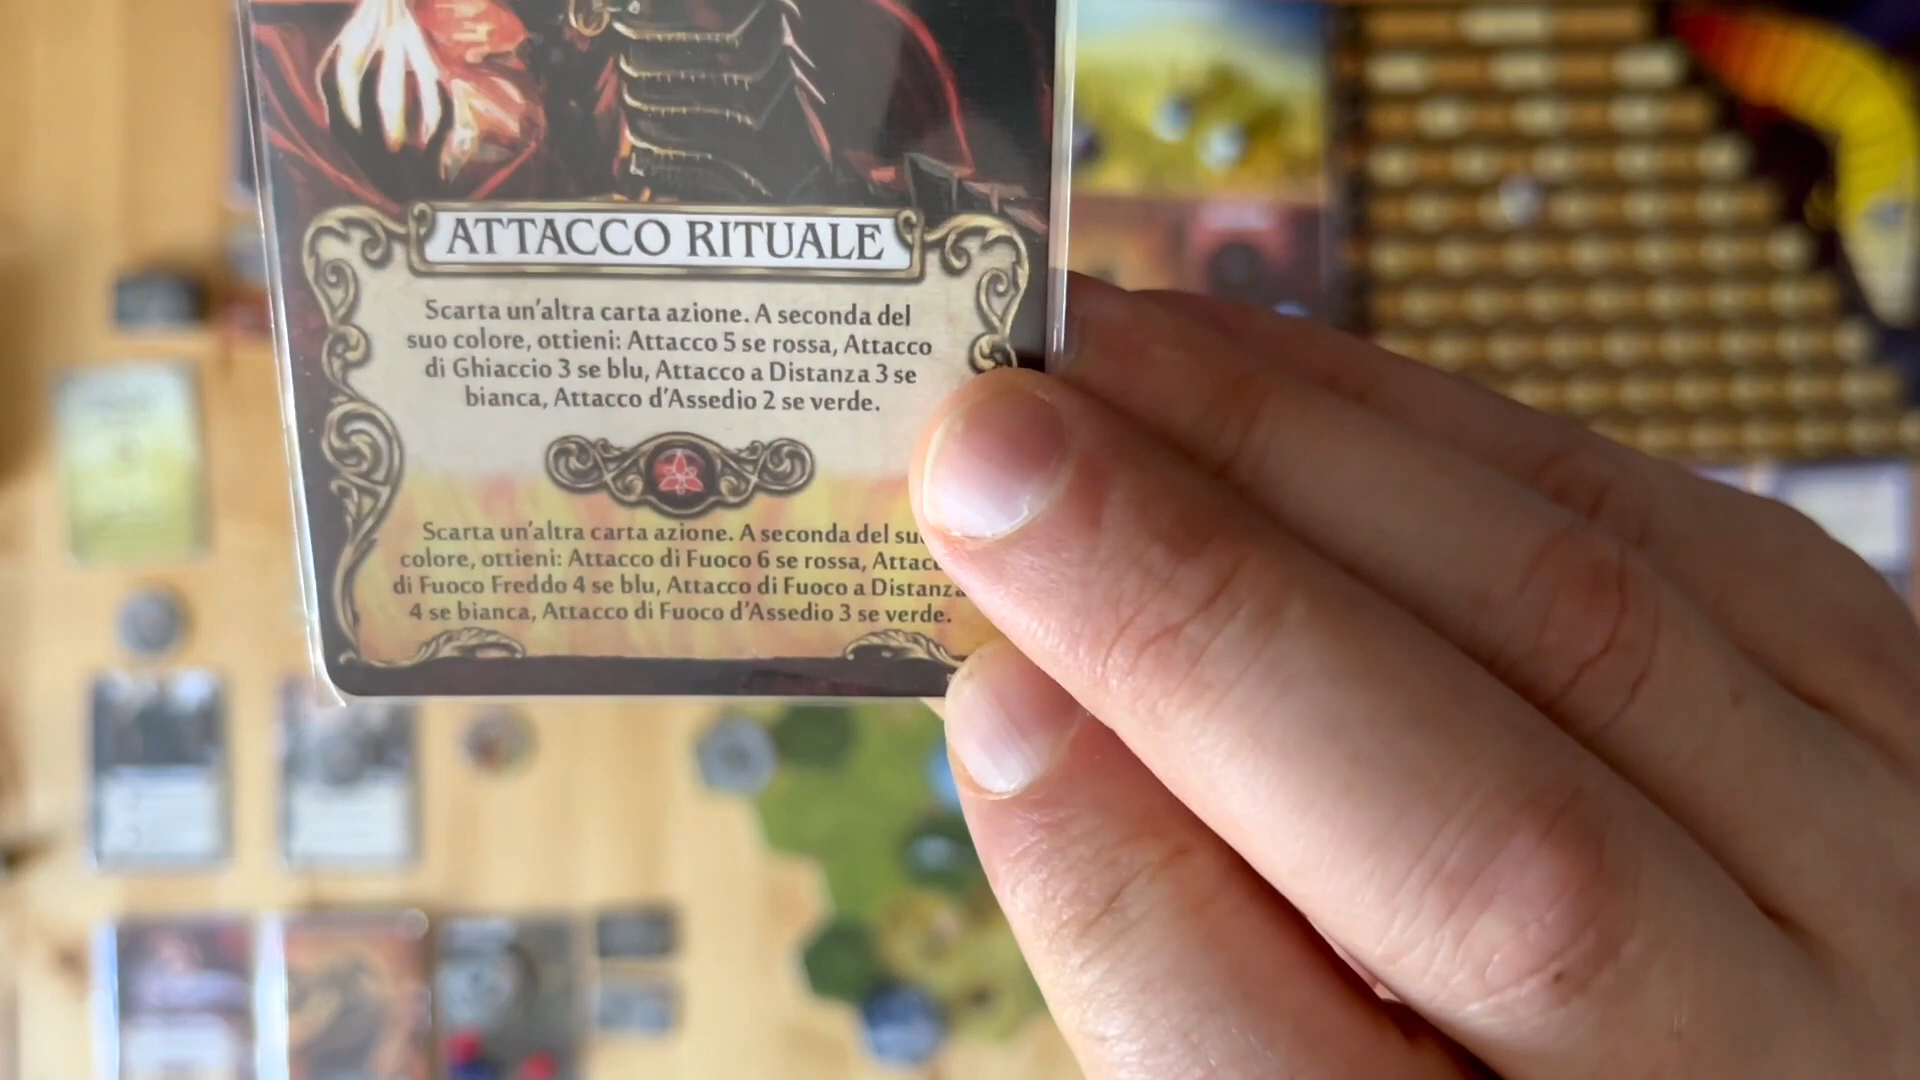 ATTACCO RITUALE
Scarta un'altra carta azione. A seconda del
suo colore, ottieni: Attacco 5 se rossa, Attacco
di Ghiaccio 3 se blu, Attacco a Distanza 3 se
bianca, Attacco d'Assedio 2 se verde.
Scarta un'altra carta azione. A seconda del
colore, ottieni: Attacco di Fuoco 6 se rossa,
di Fuoco Freddo 4 se blu, Attacco di Fuoco a Distanza
4 se bianca, Attacco di Fuoco d'Assedio 3 se verde.